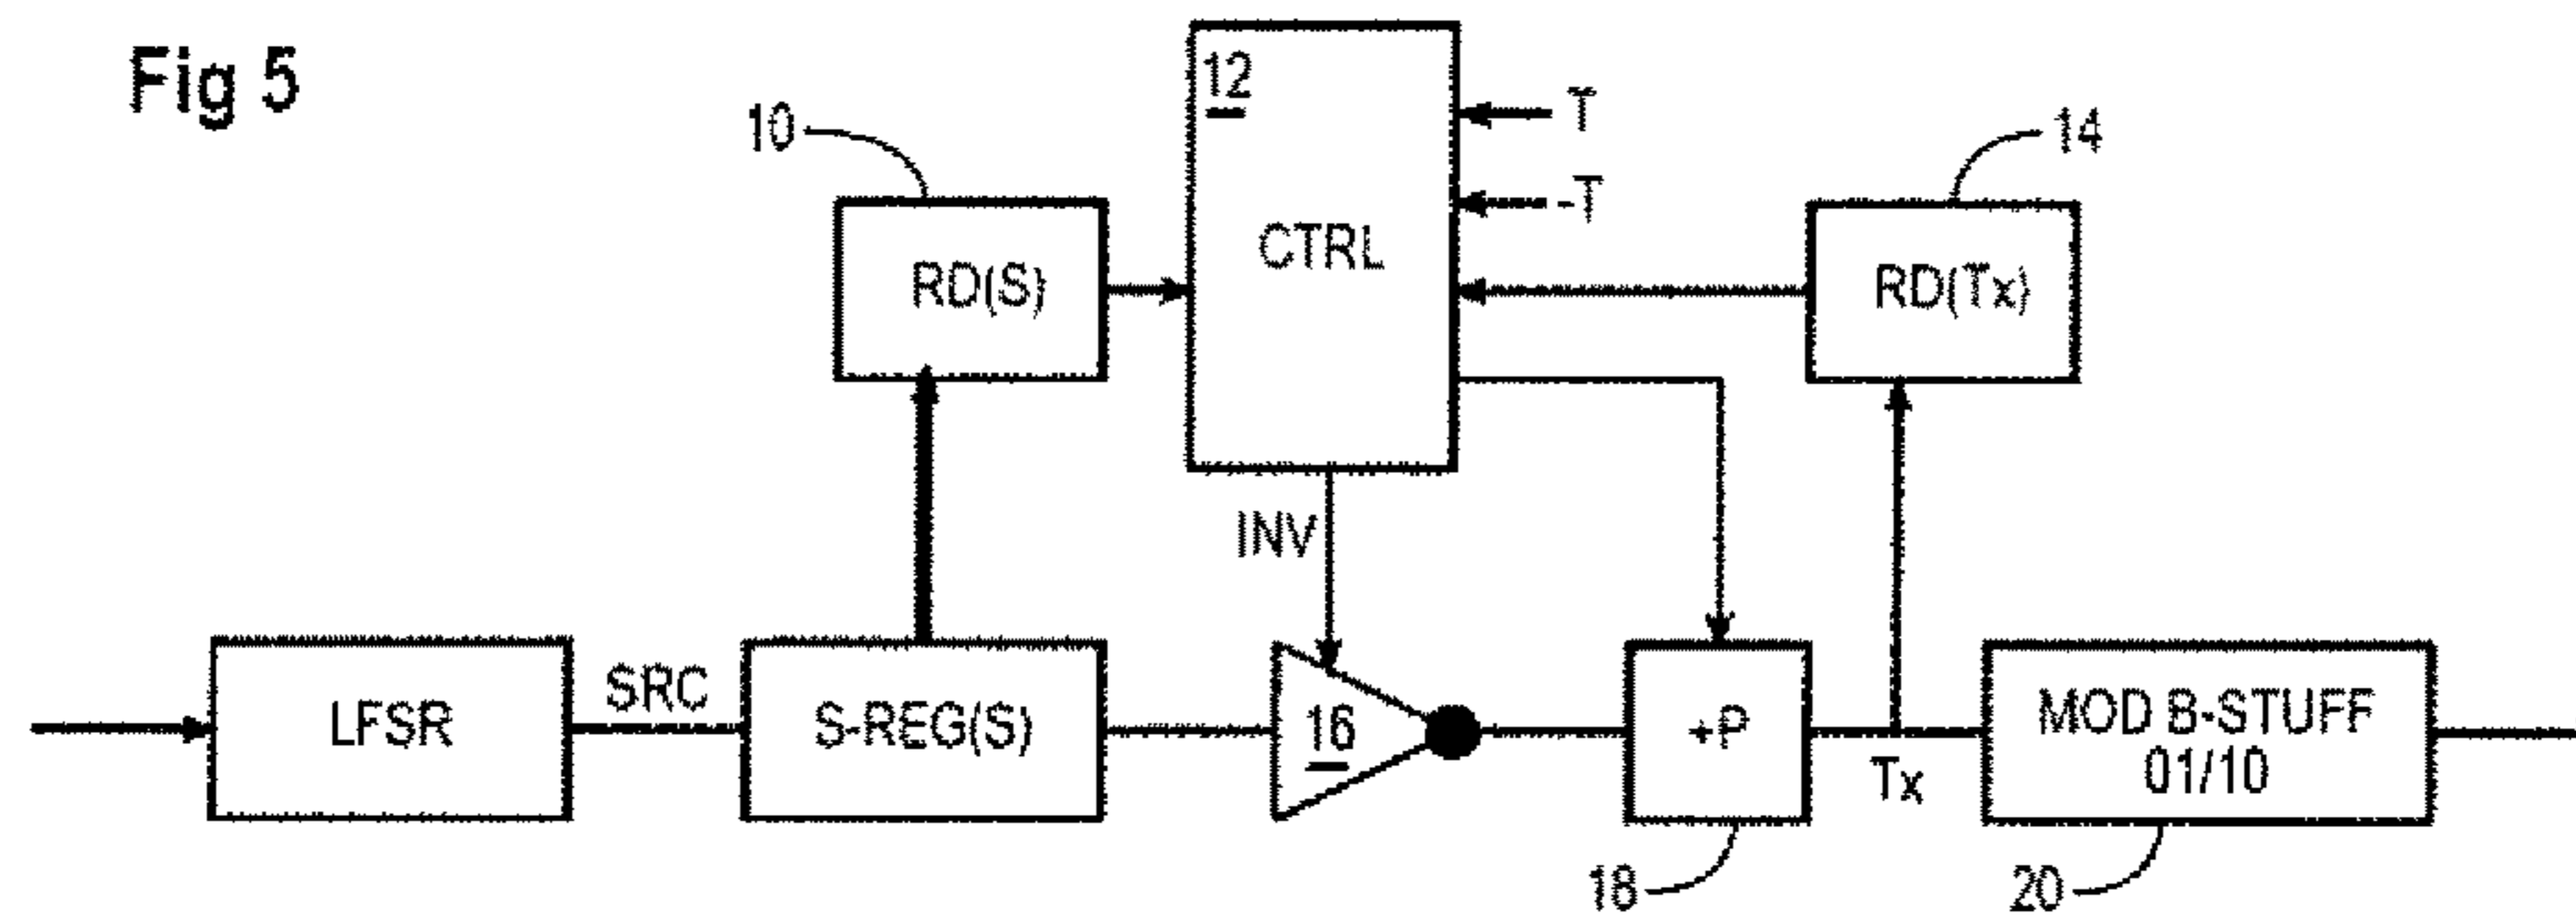 Fig 5
12
T
10
14
-T
CTRL
RD(S)
RD(Tx)
INV
SRC
LFSR
S-REG(S)
16
+P
MOD B-STUFF
01/10
Tx
18
20